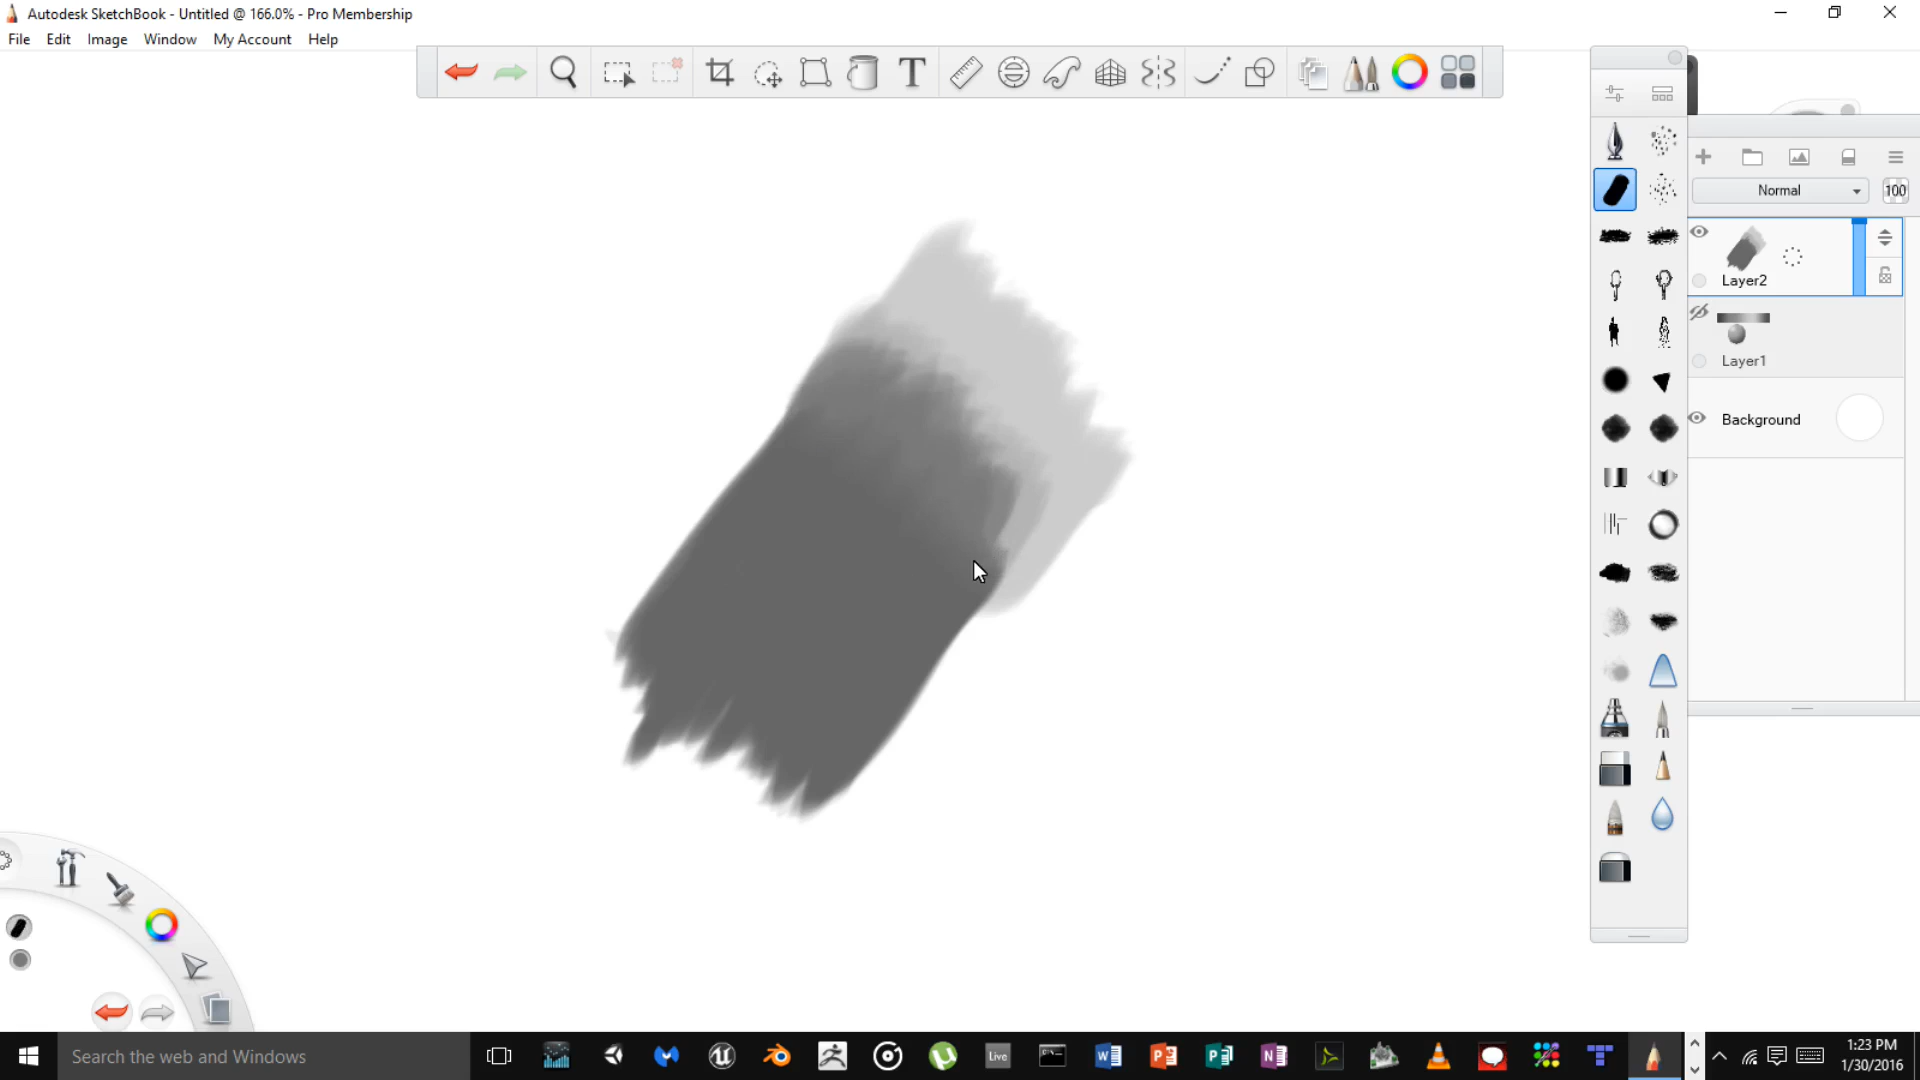 Autodesk SketchBook - Untitled @ 166.0% - Pro Membership
File Edit Image Window My Account Help
T
Normal 100
Layer2
Layer1
Background
Search the web and Windows
Live
1:23 PM
1/30/2016